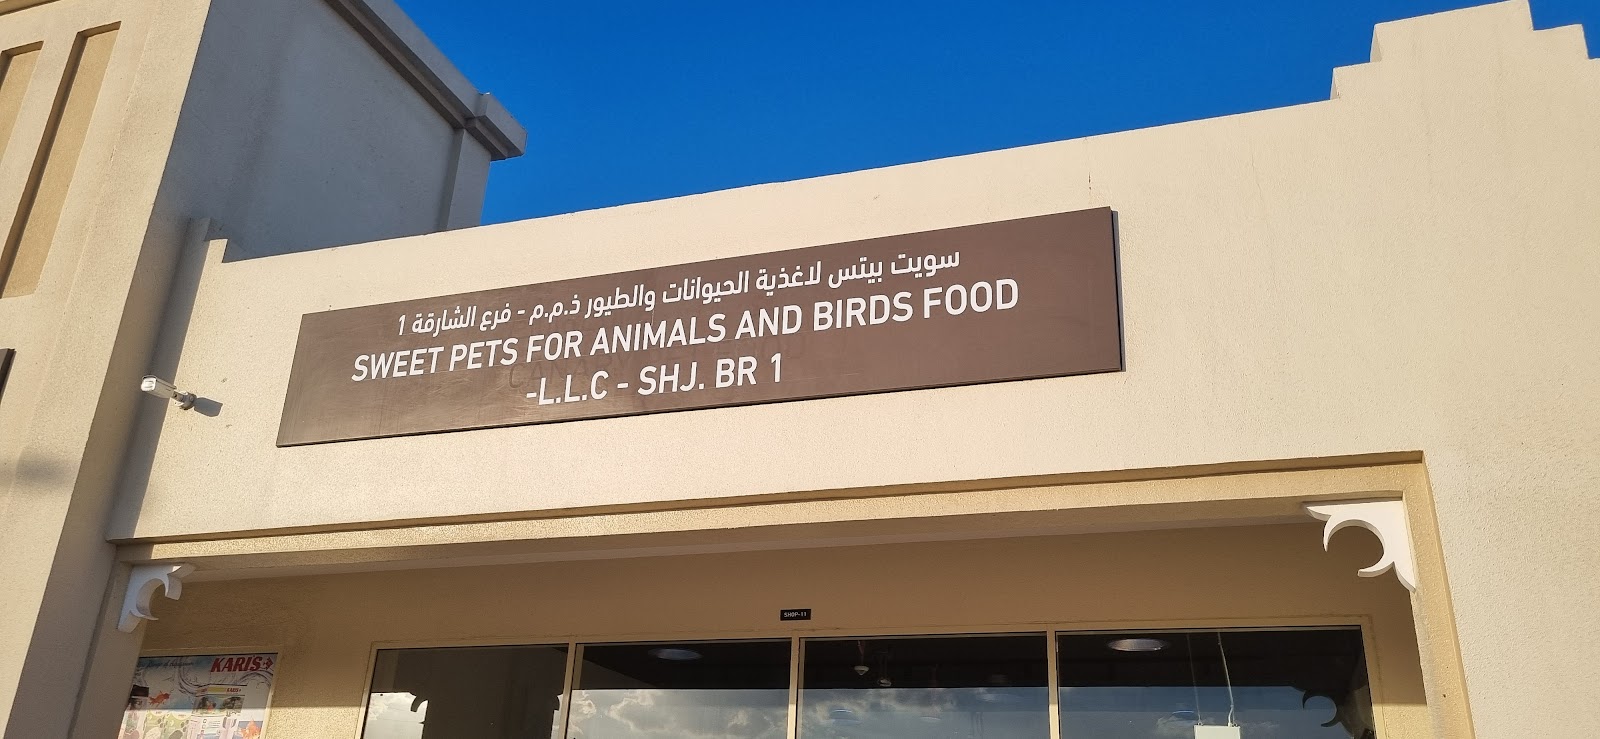 سويت بيتس لاغذية الحيوانات والطيور ذ.م.م - فرع الشارقة 1
SWEET PETS FOR ANIMALS AND BIRDS FOOD
-L.L.C - SHJ. BR 1
SHOP-11
KARIS
KARIS